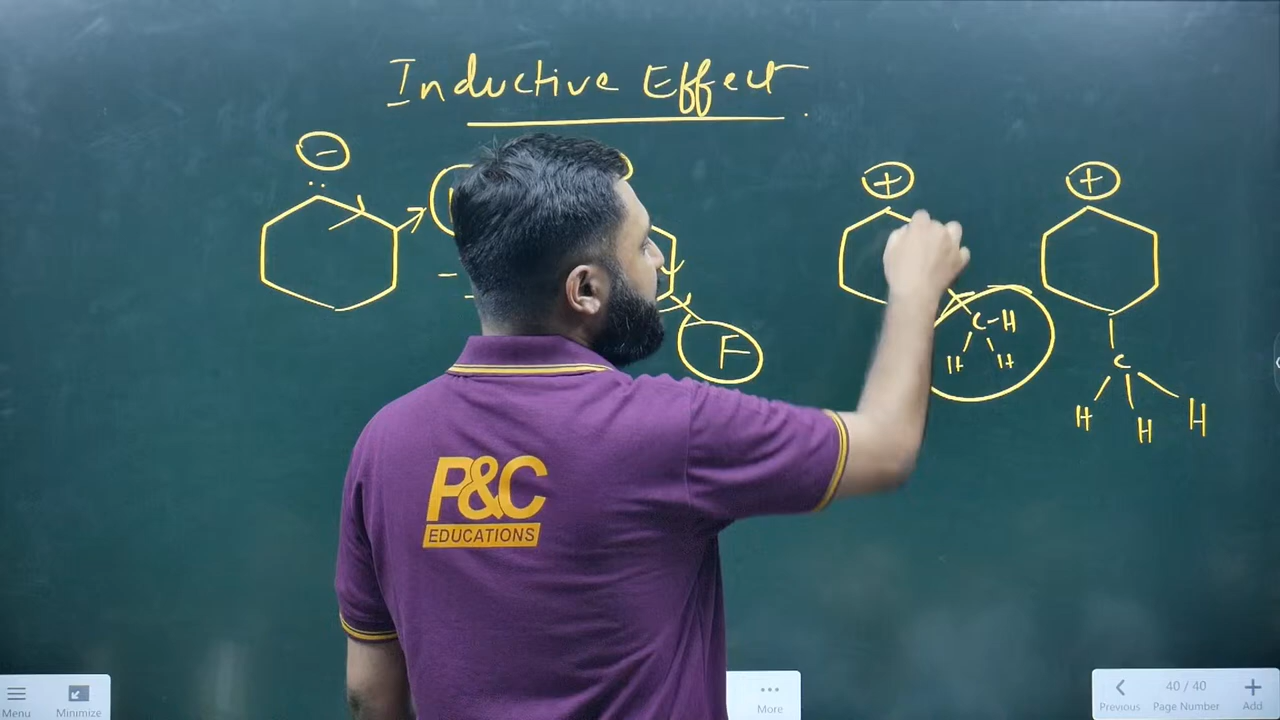 Inductive Effect
C-H
H H
F
C
H H H
P&C
EDUCATIONS
Menu
Minimize
More
Previous
40 / 40
Page Number
Add